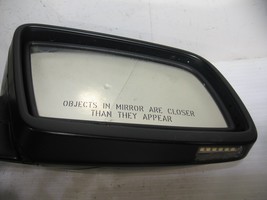 OBJECTS IN MIRROR ARE CLOSER
THAN THEY APPEAR